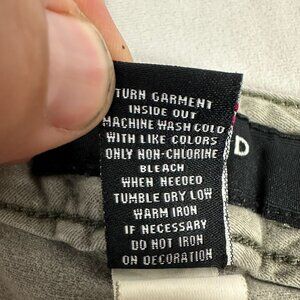 TURN GARMENT
INSIDE OUT
MACHINE WASH COLD
WITH LIKE COLORS
ONLY NON-CHLORINE
BLEACH
WHEN NEEDED
TUMBLE DRY LOW
WARM IRON
IF NECESSARY
DO NOT IRON
ON DECORATION
D